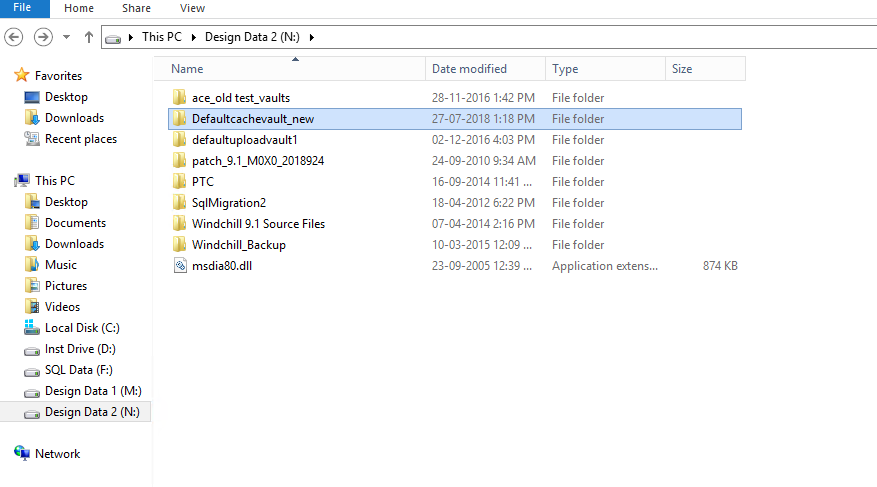 File Home Share View
This PC Design Data 2 (N:)
Name Date modified Type Size
Favorites
Desktop
Downloads
Recent places
This PC
Desktop
Documents
Downloads
Music
Pictures
Videos
Local Disk (C:)
Inst Drive (D:)
SQL Data (F:)
Design Data 1 (M:)
Design Data 2 (N:)
Network
ace_old test_vaults 28-11-2016 1:42 PM File folder
Defaultcachevault_new 27-07-2018 1:18 PM File folder
defaultuploadvault1 02-12-2016 4:03 PM File folder
patch_9.1_M0X0_2018924 24-09-2010 9:34 AM File folder
PTC 16-09-2014 11:41 ... File folder
SqlMigration2 18-04-2012 6:22 PM File folder
Windchill 9.1 Source Files 07-04-2014 2:16 PM File folder
Windchill_Backup 10-03-2015 12:09 ... File folder
msdia80.dll 23-09-2005 12:39 ... Application extens... 874 KB